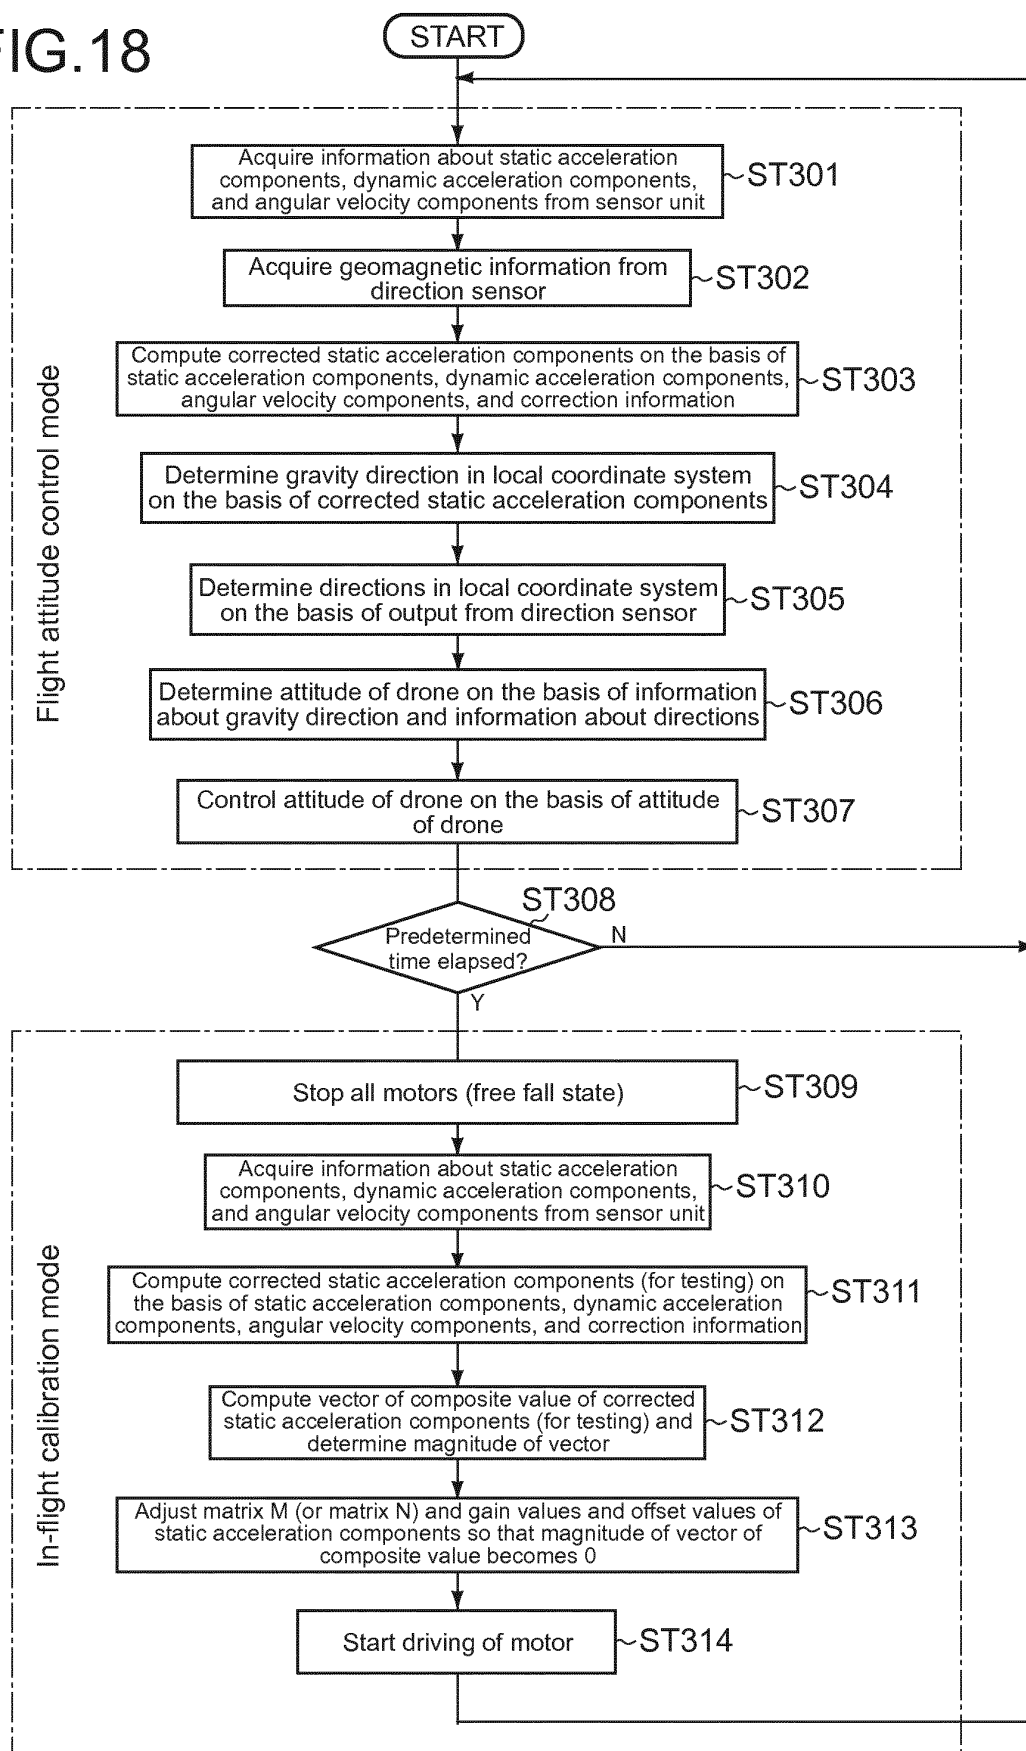 FIG.18
START
Acquire information about static acceleration
components, dynamic acceleration components,
and angular velocity components from sensor unit
ST301
Acquire geomagnetic information from
direction sensor
ST302
Compute corrected static acceleration components on the basis of
static acceleration components, dynamic acceleration components,
angular velocity components, and correction information
ST303
Determine gravity direction in local coordinate system
on the basis of corrected static acceleration components
ST304
Determine directions in local coordinate system
on the basis of output from direction sensor
ST305
Determine attitude of drone on the basis of information
about gravity direction and information about directions
ST306
Control attitude of drone on the basis of attitude
of drone
ST307
Flight attitude control mode
ST308
Predetermined
time elapsed?
N
Y
Stop all motors (free fall state)
ST309
Acquire information about static acceleration
components, dynamic acceleration components,
and angular velocity components from sensor unit
ST310
Compute corrected static acceleration components (for testing) on
the basis of static acceleration components, dynamic acceleration
components, angular velocity components, and correction information
ST311
Compute vector of composite value of corrected
static acceleration components (for testing) and
determine magnitude of vector
ST312
Adjust matrix M (or matrix N) and gain values and offset values of
static acceleration components so that magnitude of vector of
composite value becomes 0
ST313
Start driving of motor
ST314
In-flight calibration mode